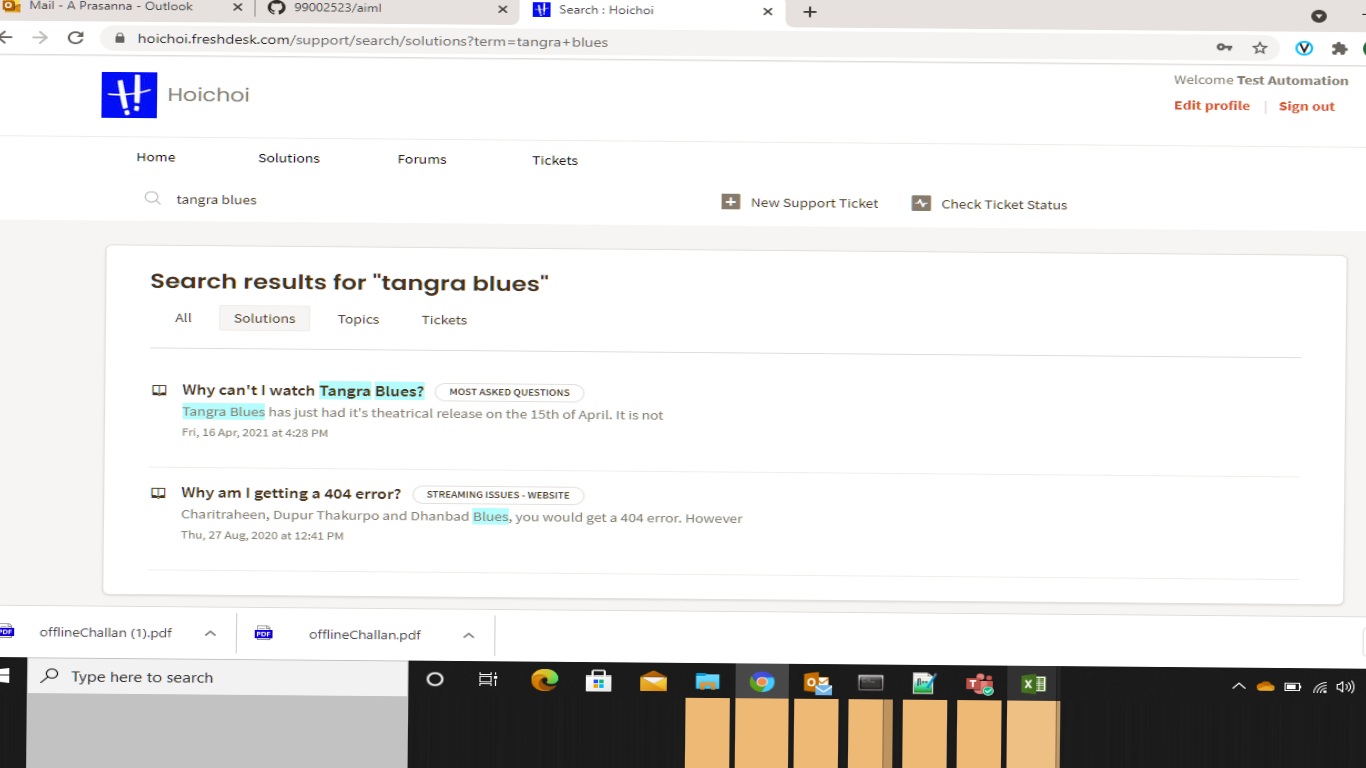 Mail - A Prasanna - Outlook
99002523/aiml
Search : Hoichoi
hoichoi.freshdesk.com/support/search/solutions?term=tangra+blues
Hoichoi
Welcome Test Automation
Edit profile | Sign out
Home Solutions Forums Tickets
tangra blues
New Support Ticket Check Ticket Status
Search results for "tangra blues"
All Solutions Topics Tickets
Why can't I watch Tangra Blues? MOST ASKED QUESTIONS
Tangra Blues has just had it's theatrical release on the 15th of April. It is not
Fri, 16 Apr, 2021 at 4:28 PM
Why am I getting a 404 error? STREAMING ISSUES - WEBSITE
Charitraheen, Dupur Thakurpo and Dhanbad Blues, you would get a 404 error. However
Thu, 27 Aug, 2020 at 12:41 PM
PDF offlineChallan (1).pdf
PDF offlineChallan.pdf
Type here to search